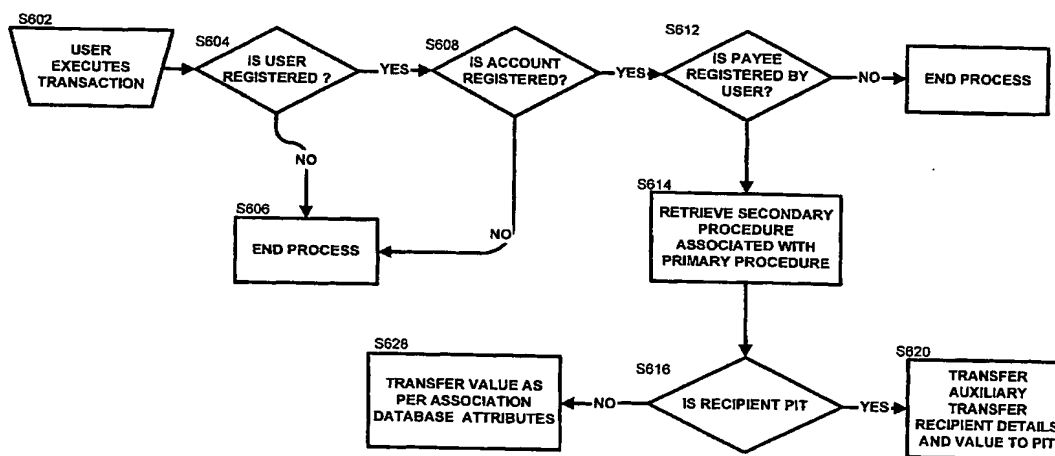 S602
USER
EXECUTES
TRANSACTION
S604
IS USER
REGISTERED ?
YES
S608
IS ACCOUNT
REGISTERED?
YES
S612
IS PAYEE
REGISTERED BY
USER?
NO
END PROCESS
NO
S606
END PROCESS
NO
S614
RETRIEVE SECONDARY
PROCEDURE
ASSOCIATED WITH
PRIMARY PROCEDURE
S628
TRANSFER VALUE AS
PER ASSOCIATION
DATABASE ATTRIBUTES
NO
S616
IS RECIPIENT PIT
YES
S620
TRANSFER
AUXILIARY
TRANSFER
RECIPIENT DETAILS
AND VALUE TO PIT